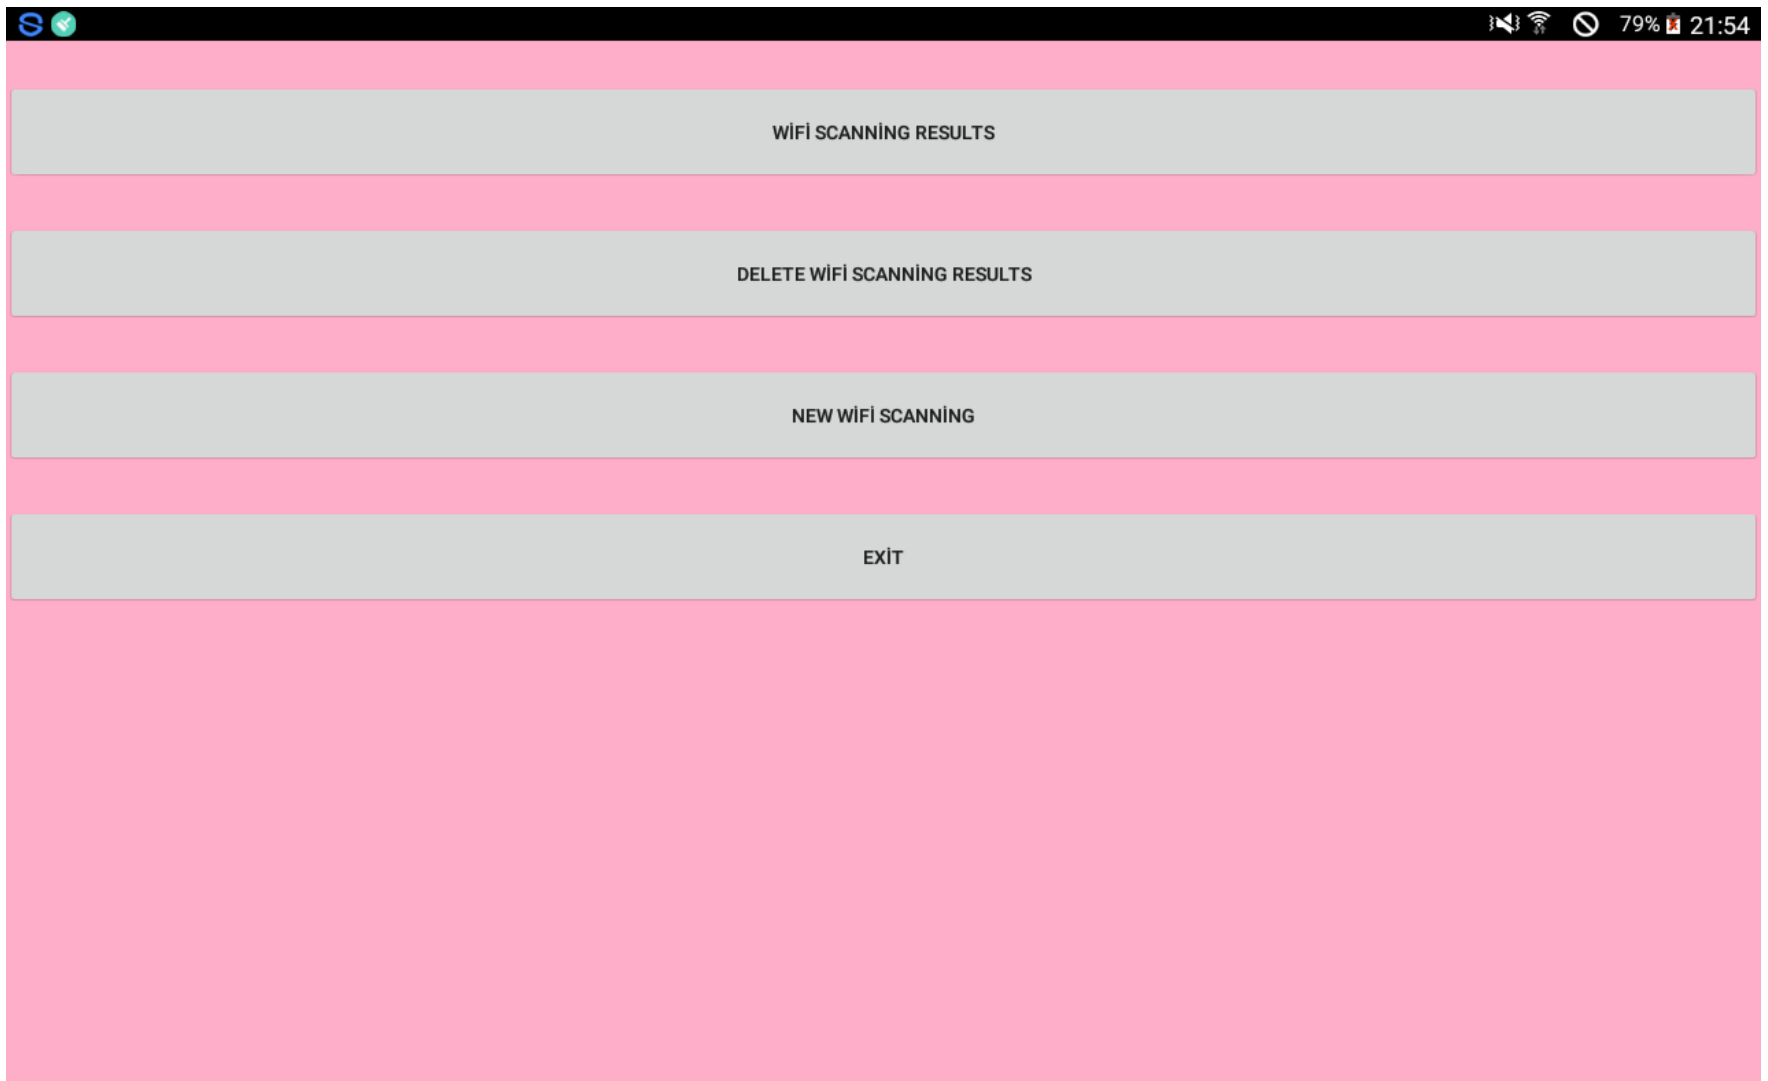 79% 21:54
WİFİ SCANNİNG RESULTS
DELETE WİFİ SCANNİNG RESULTS
NEW WİFİ SCANNİNG
EXİT